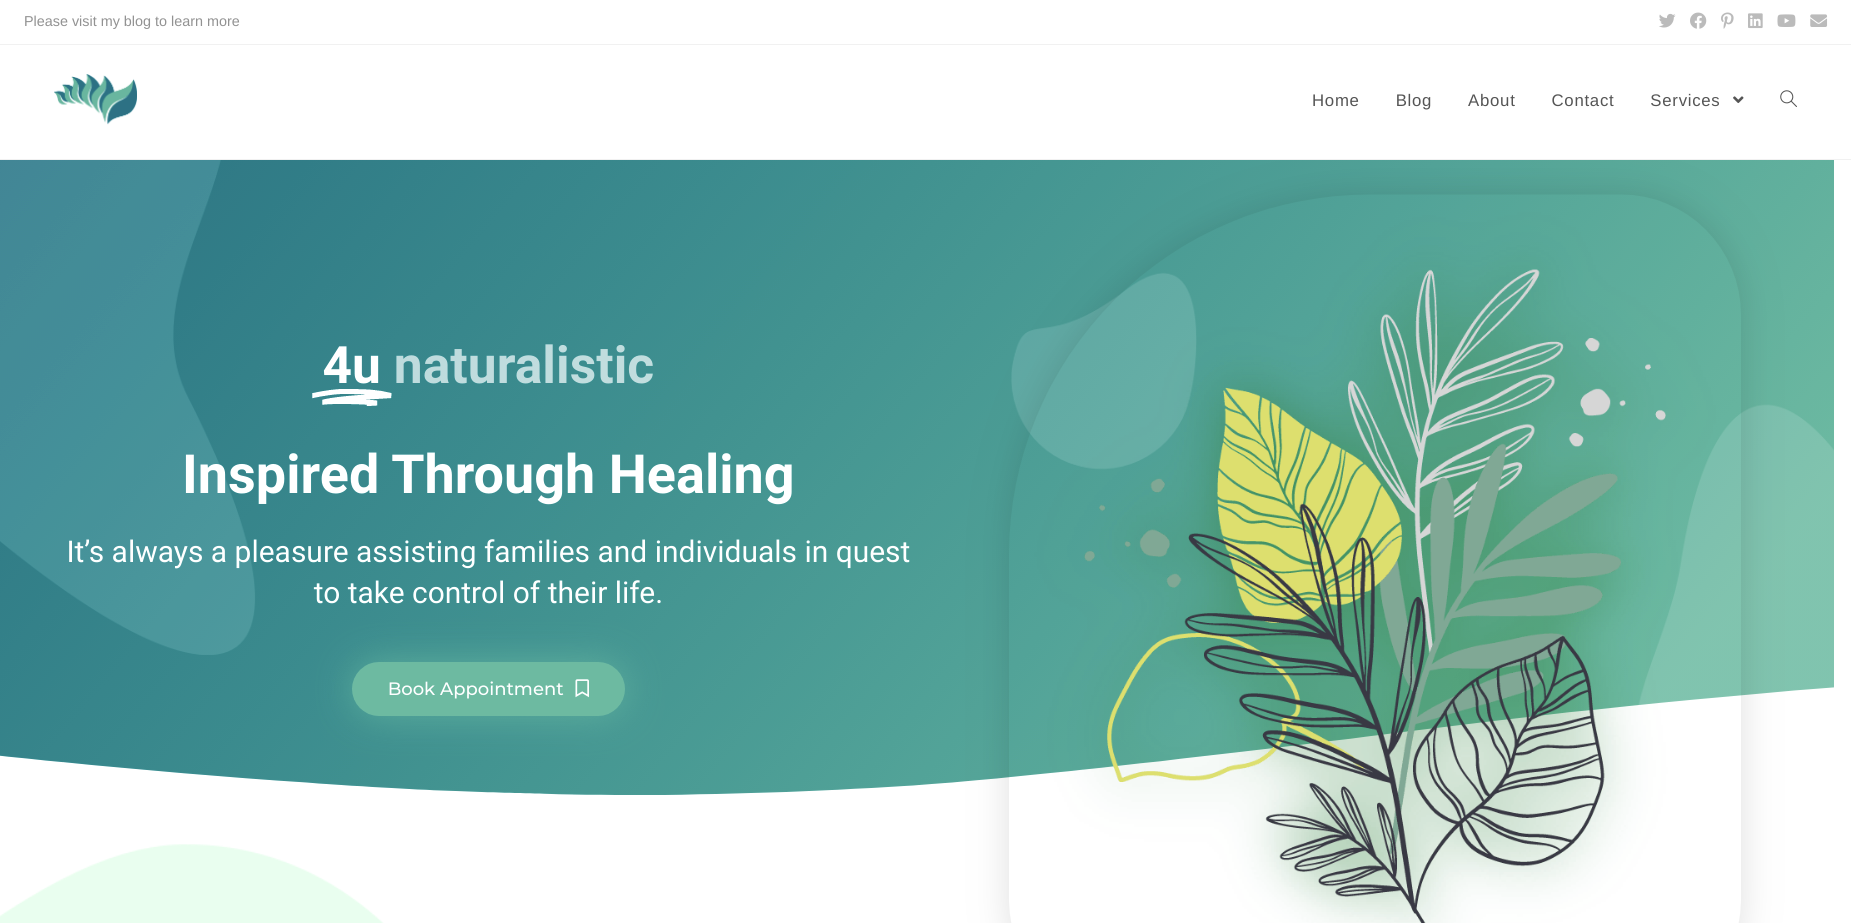 Please visit my blog to learn more
Home Blog About Contact Services
4u naturalistic
Inspired Through Healing
It’s always a pleasure assisting families and individuals in quest
to take control of their life.
Book Appointment